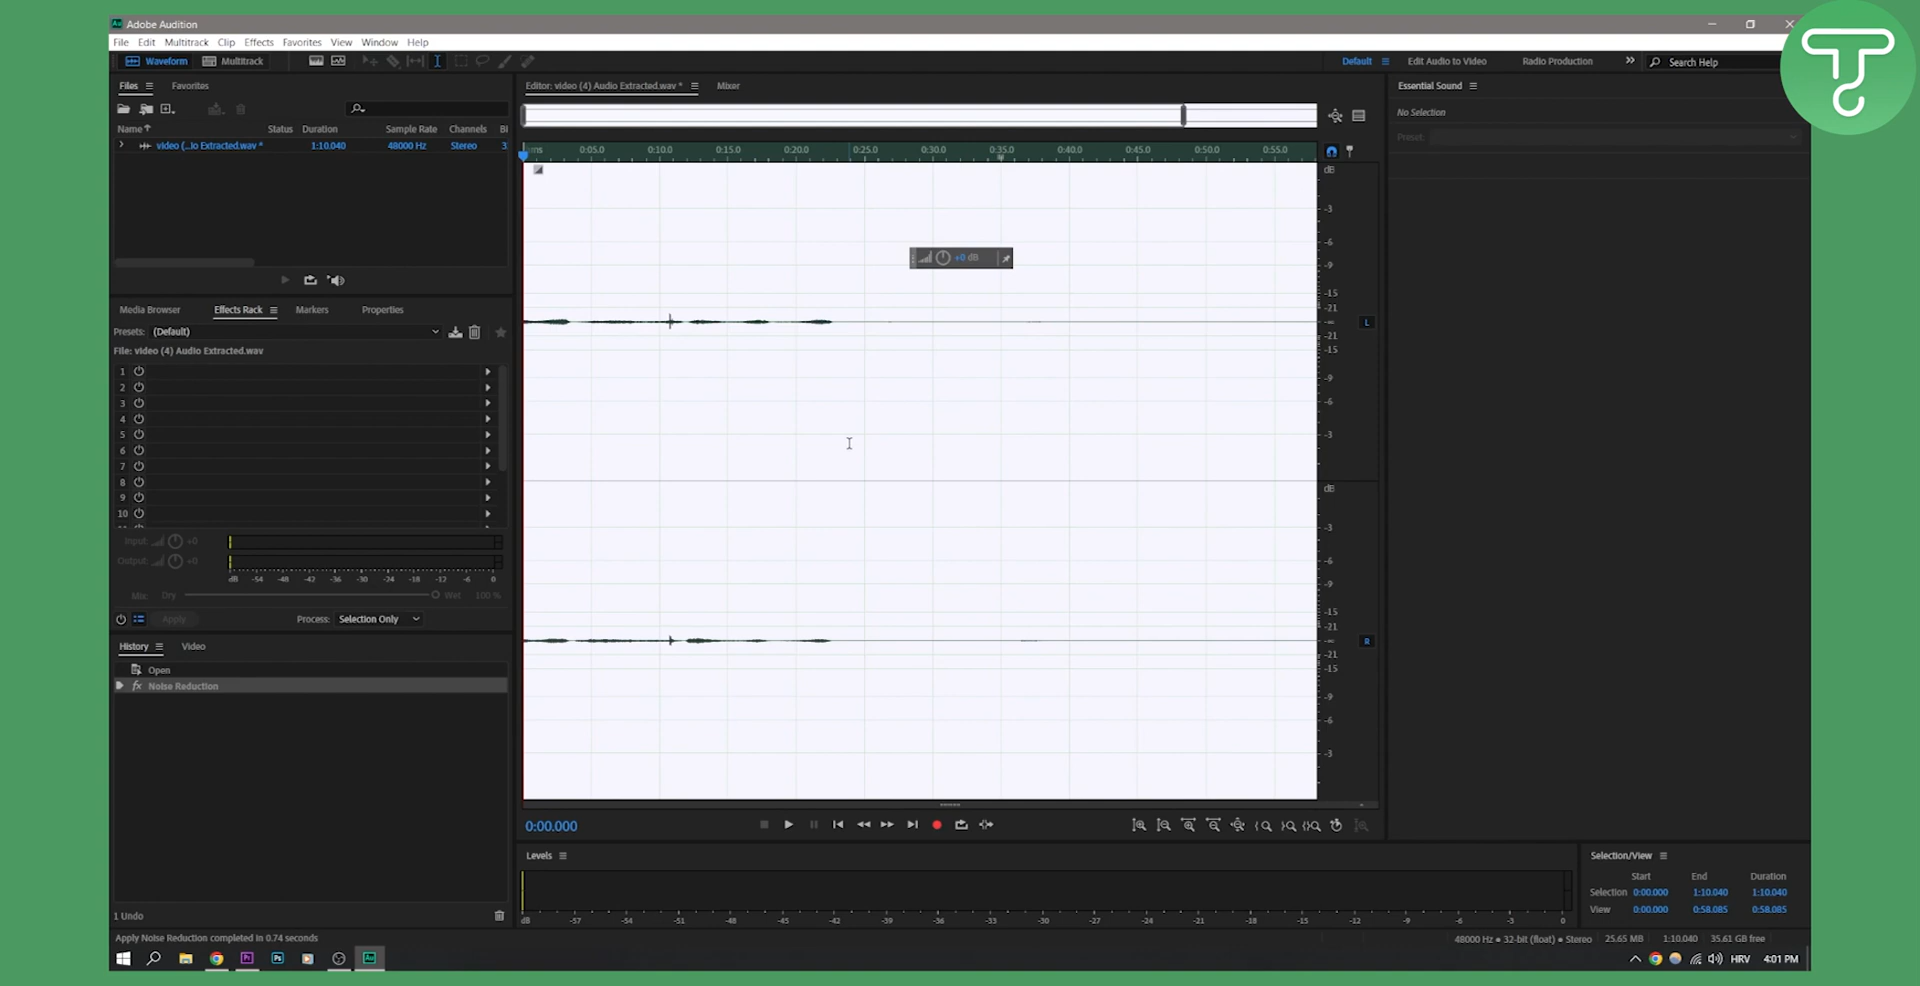 Adobe Audition
File Edit Multitrack Clip Effects Favorites View Window Help
Waveform Multitrack Default Edit Audio to Video Radio Production Search Help
Files Favorites
Name Status Duration Sample Rate Channels Bi
video (...io Extracted.wav * 1:10.040 48000 Hz Stereo 3
Media Browser Effects Rack Markers Properties
Presets: (Default)
File: video (4) Audio Extracted.wav
1
2
3
4
5
6
7
8
9
10
Input: +0
Output: +0
dB -54 -48 -42 -36 -30 -24 -18 -12 -6 0
Mix: Dry Wet 100 %
Apply Process: Selection Only
History Video
Open
fx Noise Reduction
1 Undo
Apply Noise Reduction completed in 0.74 seconds
Editor: video (4) Audio Extracted.wav * Mixer
hms 0:05.0 0:10.0 0:15.0 0:20.0 0:25.0 0:30.0 0:35.0 0:40.0 0:45.0 0:50.0 0:55.0
+0 dB
dB
-3
-6
-9
-15
-21
-∞ L
-21
-15
-9
-6
-3
dB
-3
-6
-9
-15
-21
-∞ R
-21
-15
-9
-6
-3
0:00.000
Levels
dB -57 -54 -51 -48 -45 -42 -39 -36 -33 -30 -27 -24 -21 -18 -15 -12 -9 -6 -3 0
Essential Sound
No Selection
Preset:
Selection/View
Start End Duration
Selection 0:00.000 1:10.040 1:10.040
View 0:00.000 0:58.085 0:58.085
48000 Hz • 32-bit (float) • Stereo 25.65 MB 1:10.040 35.61 GB free
Pr Ps Au HRV 4:01 PM